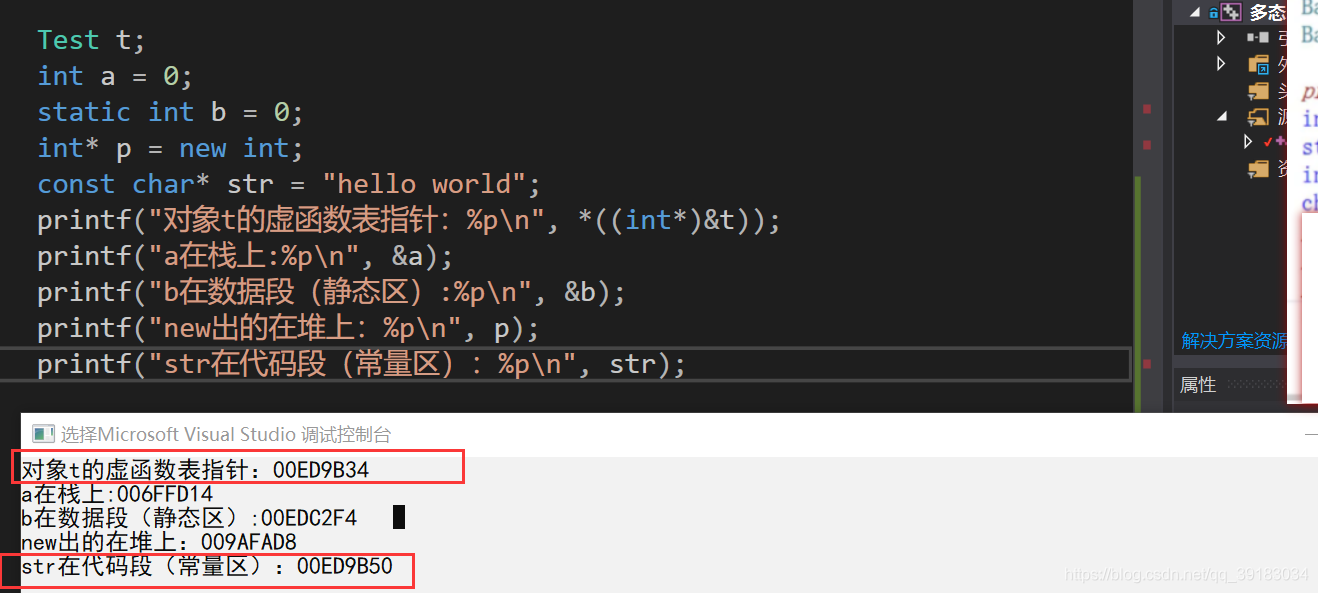 Test t;
int a = 0;
static int b = 0;
int* p = new int;
const char* str = "hello world";
printf("对象t的虚函数表指针：%p\n", *((int*)&t));
printf("a在栈上:%p\n", &a);
printf("b在数据段（静态区）:%p\n", &b);
printf("new出的在堆上：%p\n", p);
printf("str在代码段（常量区）：%p\n", str);
选择Microsoft Visual Studio 调试控制台
对象t的虚函数表指针：00ED9B34
a在栈上:006FFD14
b在数据段（静态区）:00EDC2F4
new出的在堆上：009AFAD8
str在代码段（常量区）：00ED9B50
多态
解决方案资源
属性
https://blog.csdn.net/qq_39183034